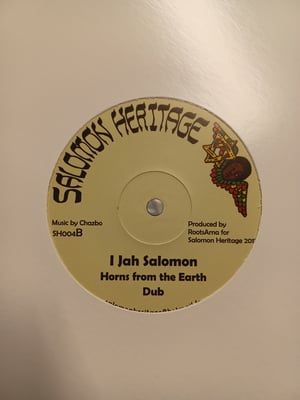 SALOMON HERITAGE
Music by Chazbo
SH004B
Produced by
RootsArna for
Salomon Heritage
I Jah Salomon
Horns from the Earth
Dub